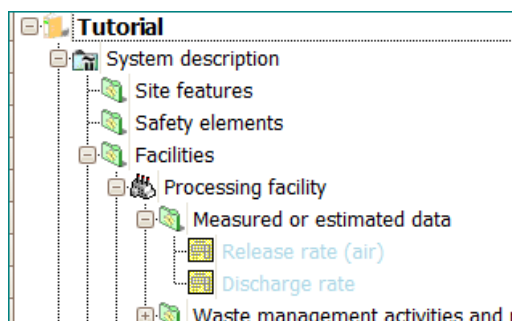 Tutorial
System description
Site features
Safety elements
Facilities
Processing facility
Measured or estimated data
Release rate (air)
Discharge rate
Waste management activities and